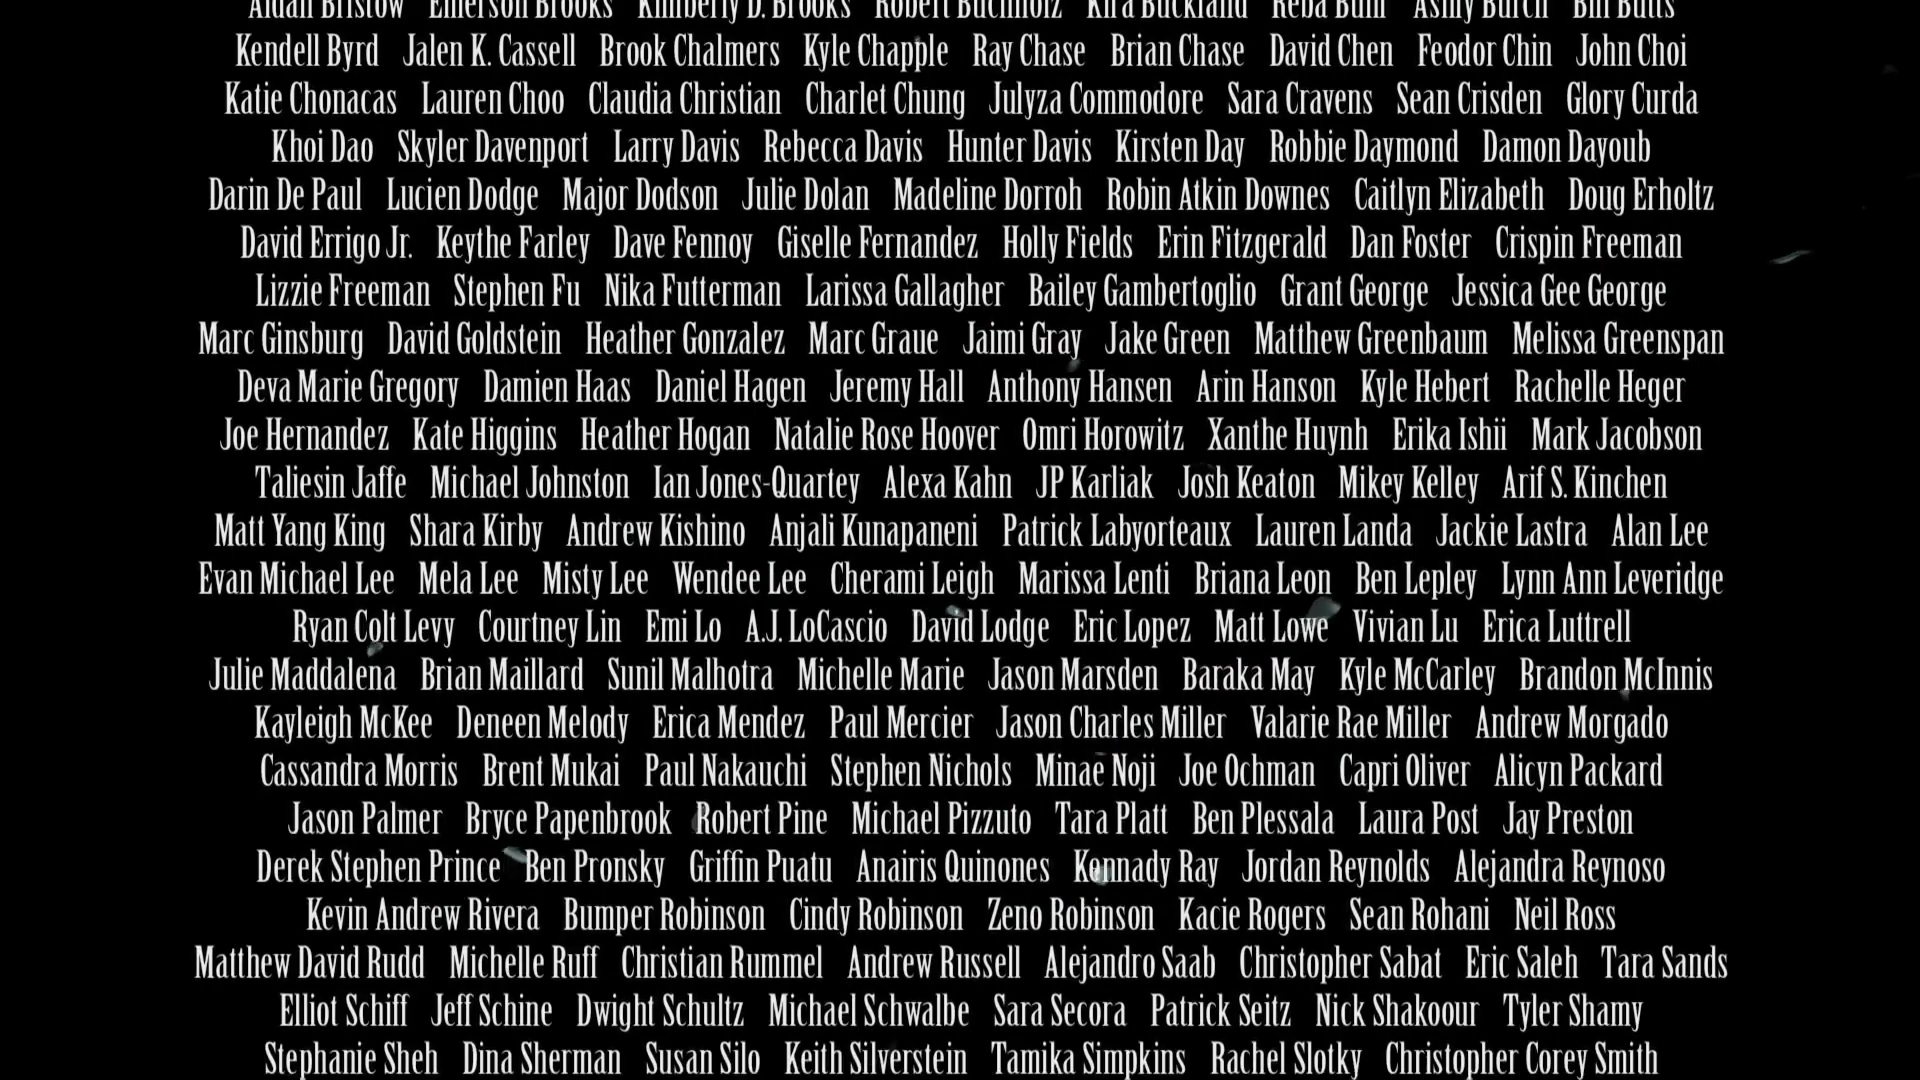 Aidan Bristow Emerson Brooks Kimberly D. Brooks Robert Buchholz Kira Buckland Reba Buhr Ashly Burch Bill Butts
Kendell Byrd Jalen K. Cassell Brook Chalmers Kyle Chapple Ray Chase Brian Chase David Chen Feodor Chin John Choi
Katie Chonacas Lauren Choo Claudia Christian Charlet Chung Julyza Commodore Sara Cravens Sean Crisden Glory Curda
Khoi Dao Skyler Davenport Larry Davis Rebecca Davis Hunter Davis Kirsten Day Robbie Daymond Damon Dayoub
Darin De Paul Lucien Dodge Major Dodson Julie Dolan Madeline Dorroh Robin Atkin Downes Caitlyn Elizabeth Doug Erholtz
David Errigo Jr. Keythe Farley Dave Fennoy Giselle Fernandez Holly Fields Erin Fitzgerald Dan Foster Crispin Freeman
Lizzie Freeman Stephen Fu Nika Futterman Larissa Gallagher Bailey Gambertoglio Grant George Jessica Gee George
Marc Ginsburg David Goldstein Heather Gonzalez Marc Graue Jaimi Gray Jake Green Matthew Greenbaum Melissa Greenspan
Deva Marie Gregory Damien Haas Daniel Hagen Jeremy Hall Anthony Hansen Arin Hanson Kyle Hebert Rachelle Heger
Joe Hernandez Kate Higgins Heather Hogan Natalie Rose Hoover Omri Horowitz Xanthe Huynh Erika Ishii Mark Jacobson
Taliesin Jaffe Michael Johnston Ian Jones-Quartey Alexa Kahn JP Karliak Josh Keaton Mikey Kelley Arif S. Kinchen
Matt Yang King Shara Kirby Andrew Kishino Anjali Kunapaneni Patrick Labyorteaux Lauren Landa Jackie Lastra Alan Lee
Evan Michael Lee Mela Lee Misty Lee Wendee Lee Cherami Leigh Marissa Lenti Briana Leon Ben Lepley Lynn Ann Leveridge
Ryan Colt Levy Courtney Lin Emi Lo A.J. LoCascio David Lodge Eric Lopez Matt Lowe Vivian Lu Erica Luttrell
Julie Maddalena Brian Maillard Sunil Malhotra Michelle Marie Jason Marsden Baraka May Kyle McCarley Brandon McInnis
Kayleigh McKee Deneen Melody Erica Mendez Paul Mercier Jason Charles Miller Valarie Rae Miller Andrew Morgado
Cassandra Morris Brent Mukai Paul Nakauchi Stephen Nichols Minae Noji Joe Ochman Capri Oliver Alicyn Packard
Jason Palmer Bryce Papenbrook Robert Pine Michael Pizzuto Tara Platt Ben Plessala Laura Post Jay Preston
Derek Stephen Prince Ben Pronsky Griffin Puatu Anairis Quinones Kennady Ray Jordan Reynolds Alejandra Reynoso
Kevin Andrew Rivera Bumper Robinson Cindy Robinson Zeno Robinson Kacie Rogers Sean Rohani Neil Ross
Matthew David Rudd Michelle Ruff Christian Rummel Andrew Russell Alejandro Saab Christopher Sabat Eric Saleh Tara Sands
Elliot Schiff Jeff Schine Dwight Schultz Michael Schwalbe Sara Secora Patrick Seitz Nick Shakoour Tyler Shamy
Stephanie Sheh Dina Sherman Susan Silo Keith Silverstein Tamika Simpkins Rachel Slotky Christopher Corey Smith